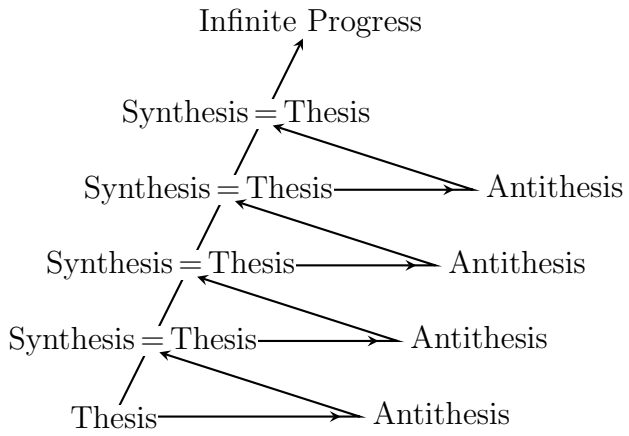 Infinite Progress
Synthesis = Thesis
Synthesis = Thesis Antithesis
Synthesis = Thesis Antithesis
Synthesis = Thesis Antithesis
Thesis Antithesis